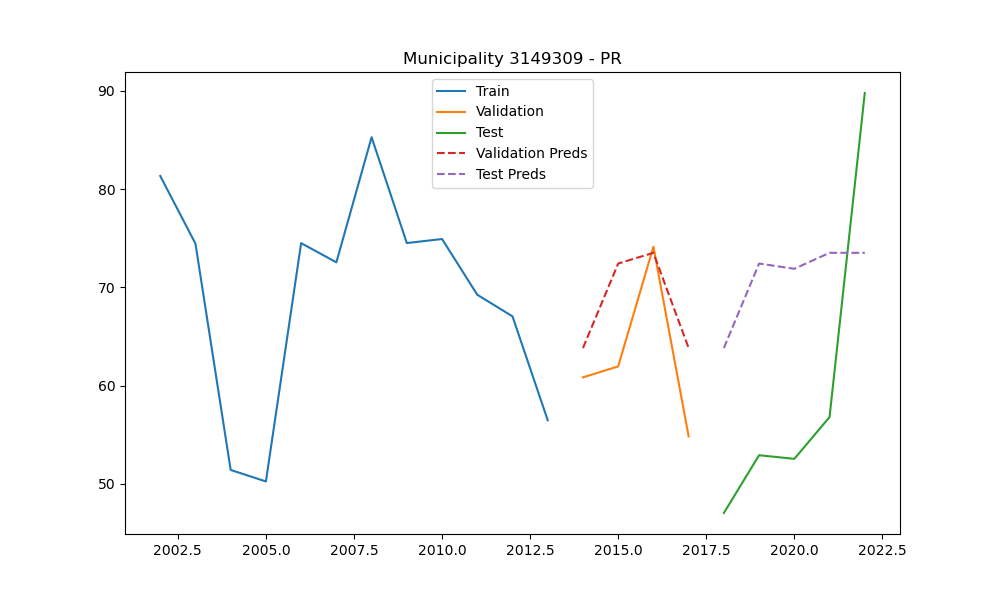 Municipality 3149309 - PR
Train
Validation
Test
Validation Preds
Test Preds
90
80
70
60
50
2002.5 2005.0 2007.5 2010.0 2012.5 2015.0 2017.5 2020.0 2022.5